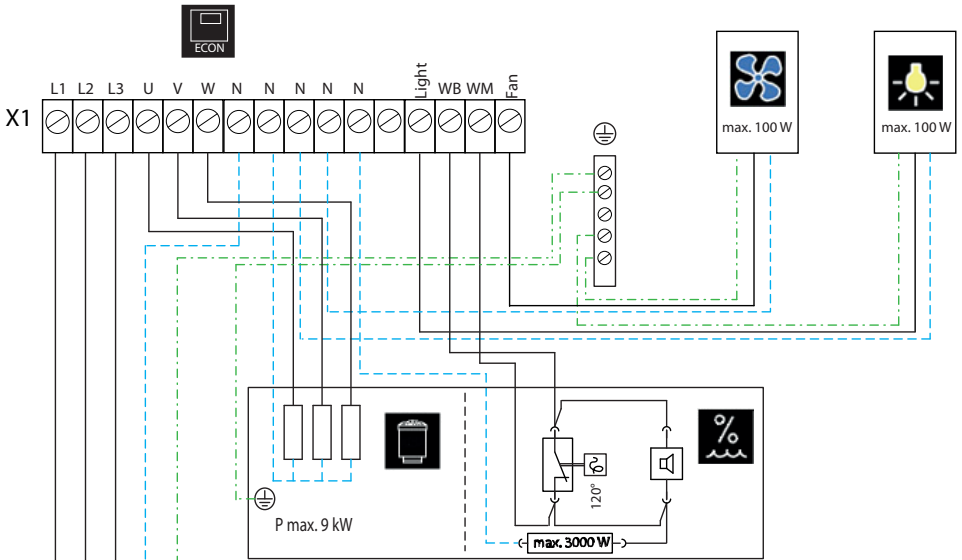 ECON
X1
L1 L2 L3 U V W N N N N N Light WB WM Fan
max. 100 W
max. 100 W
%
120°
P max. 9 kW
max. 3000 W